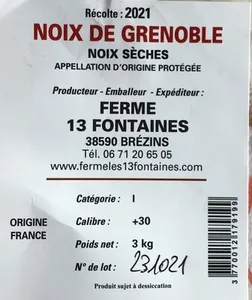 Récolte : 2021
NOIX DE GRENOBLE
NOIX SÈCHES
APPELLATION D'ORIGINE PROTÉGÉE
Producteur - Emballeur - Expéditeur :
FERME
13 FONTAINES
38590 BRÉZINS
Tél. 06 71 20 65 05
www.fermeles13fontaines.com
Catégorie : I
ORIGINE FRANCE
Calibre : +30
Poids net : 3 kg
N° de lot : 231021
Produit sujet à dessiccation
3770012179199